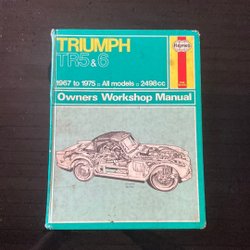 TRIUMPH
Haynes
TR5 & 6
1967 to 1975 :: All models :: 2498cc
Owners Workshop Manual